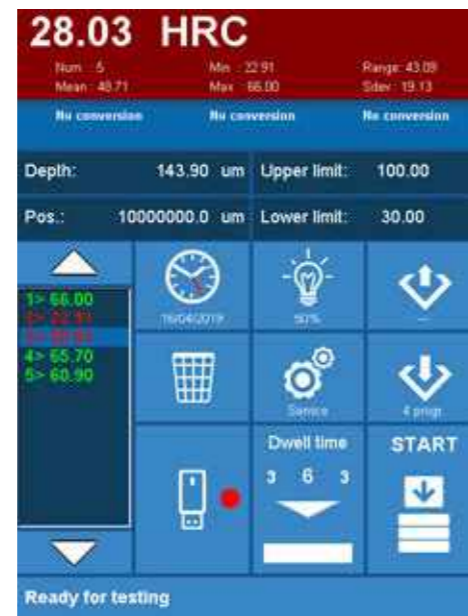 28.03 HRC
Num : 5 Min : 22.91 Range: 43.09
Mean : 48.71 Max : 66.00 Sdev : 19.13
No conversion No conversion No conversion
Depth: 143.90 um Upper limit: 100.00
Pos.: 10000000.0 um Lower limit: 30.00
1> 66.00
2> 22.91
4> 65.70
5> 60.90
16/04/2019
50%
---
Service
4 progr.
Dwell time
3 6 3
START
Ready for testing